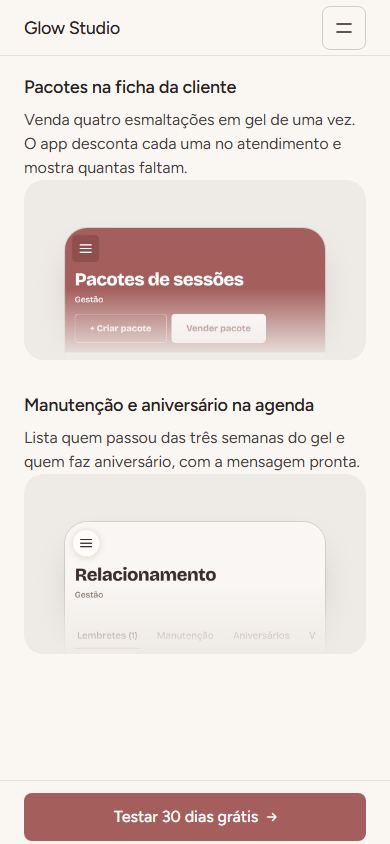 Glow Studio
Pacotes na ficha da cliente
Venda quatro esmaltações em gel de uma vez.
O app desconta cada uma no atendimento e
mostra quantas faltam.
Pacotes de sessões
Gestão
+ Criar pacote
Vender pacote
Manutenção e aniversário na agenda
Lista quem passou das três semanas do gel e
quem faz aniversário, com a mensagem pronta.
Relacionamento
Gestão
Lembretes (1) Manutenção Aniversários V
Testar 30 dias grátis →